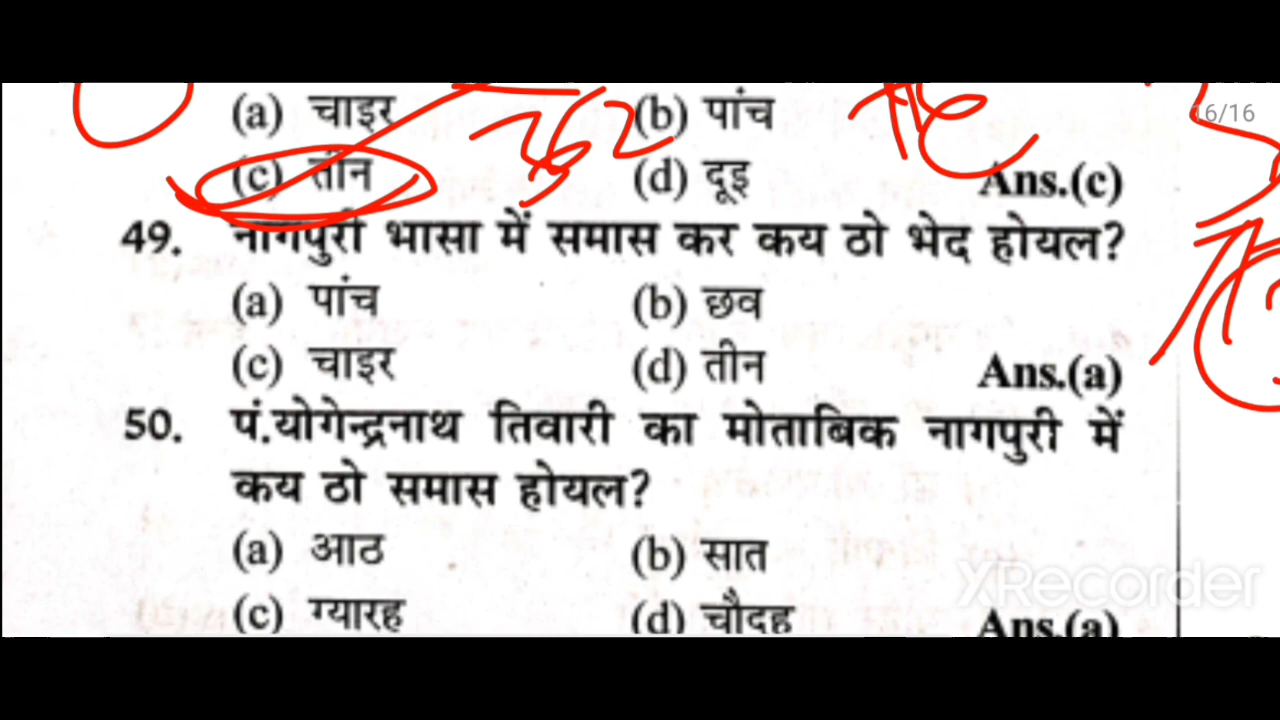 (a) चाइर (b) पांच
16/16
(c) तीन (d) दूइ Ans.(c)
362
49. नागपुरी भासा में समास कर कय ठो भेद होयल?
(a) पांच (b) छव
(c) चाइर (d) तीन Ans.(a)
50. पं.योगेन्द्रनाथ तिवारी का मोताबिक नागपुरी में
कय ठो समास होयल?
(a) आठ (b) सात
XRecorder
(c) ग्यारह (d) चौदह Ans.(a)